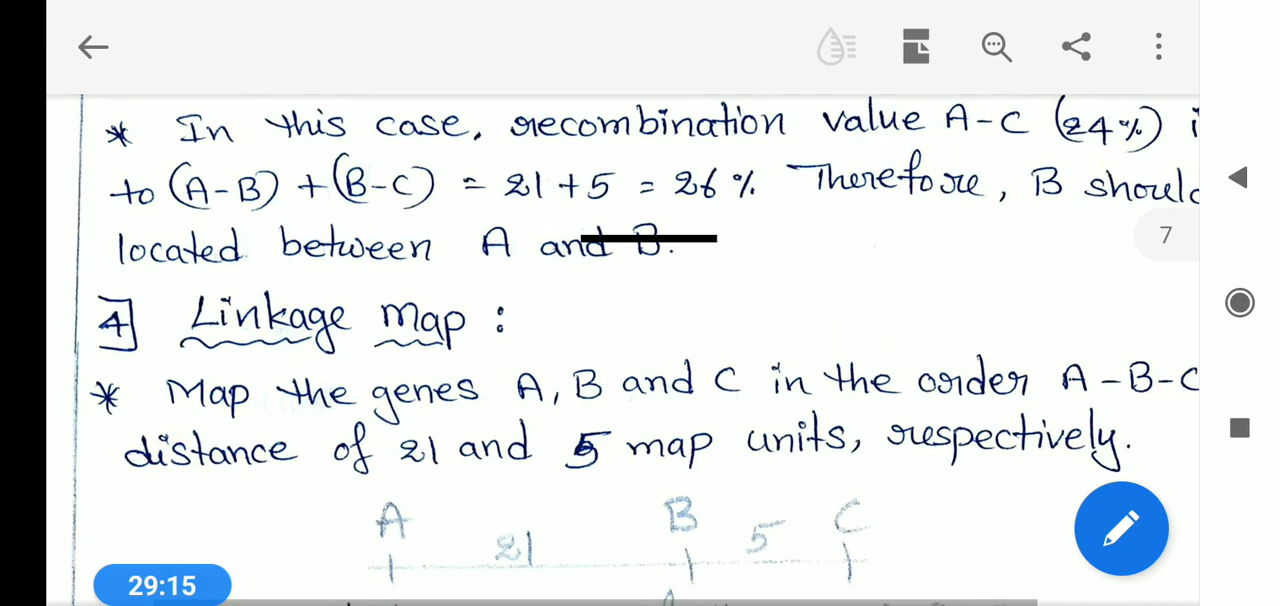 * In this case, recombination value A-C (24%) i
to (A-B) + (B-C) = 21 + 5 = 26 % Therefore, B should
located between A and B.
7
4] Linkage map :
* Map the genes A, B and C in the order A-B-C
distance of 21 and 5 map units, respectively.
A B C
21 5
29:15